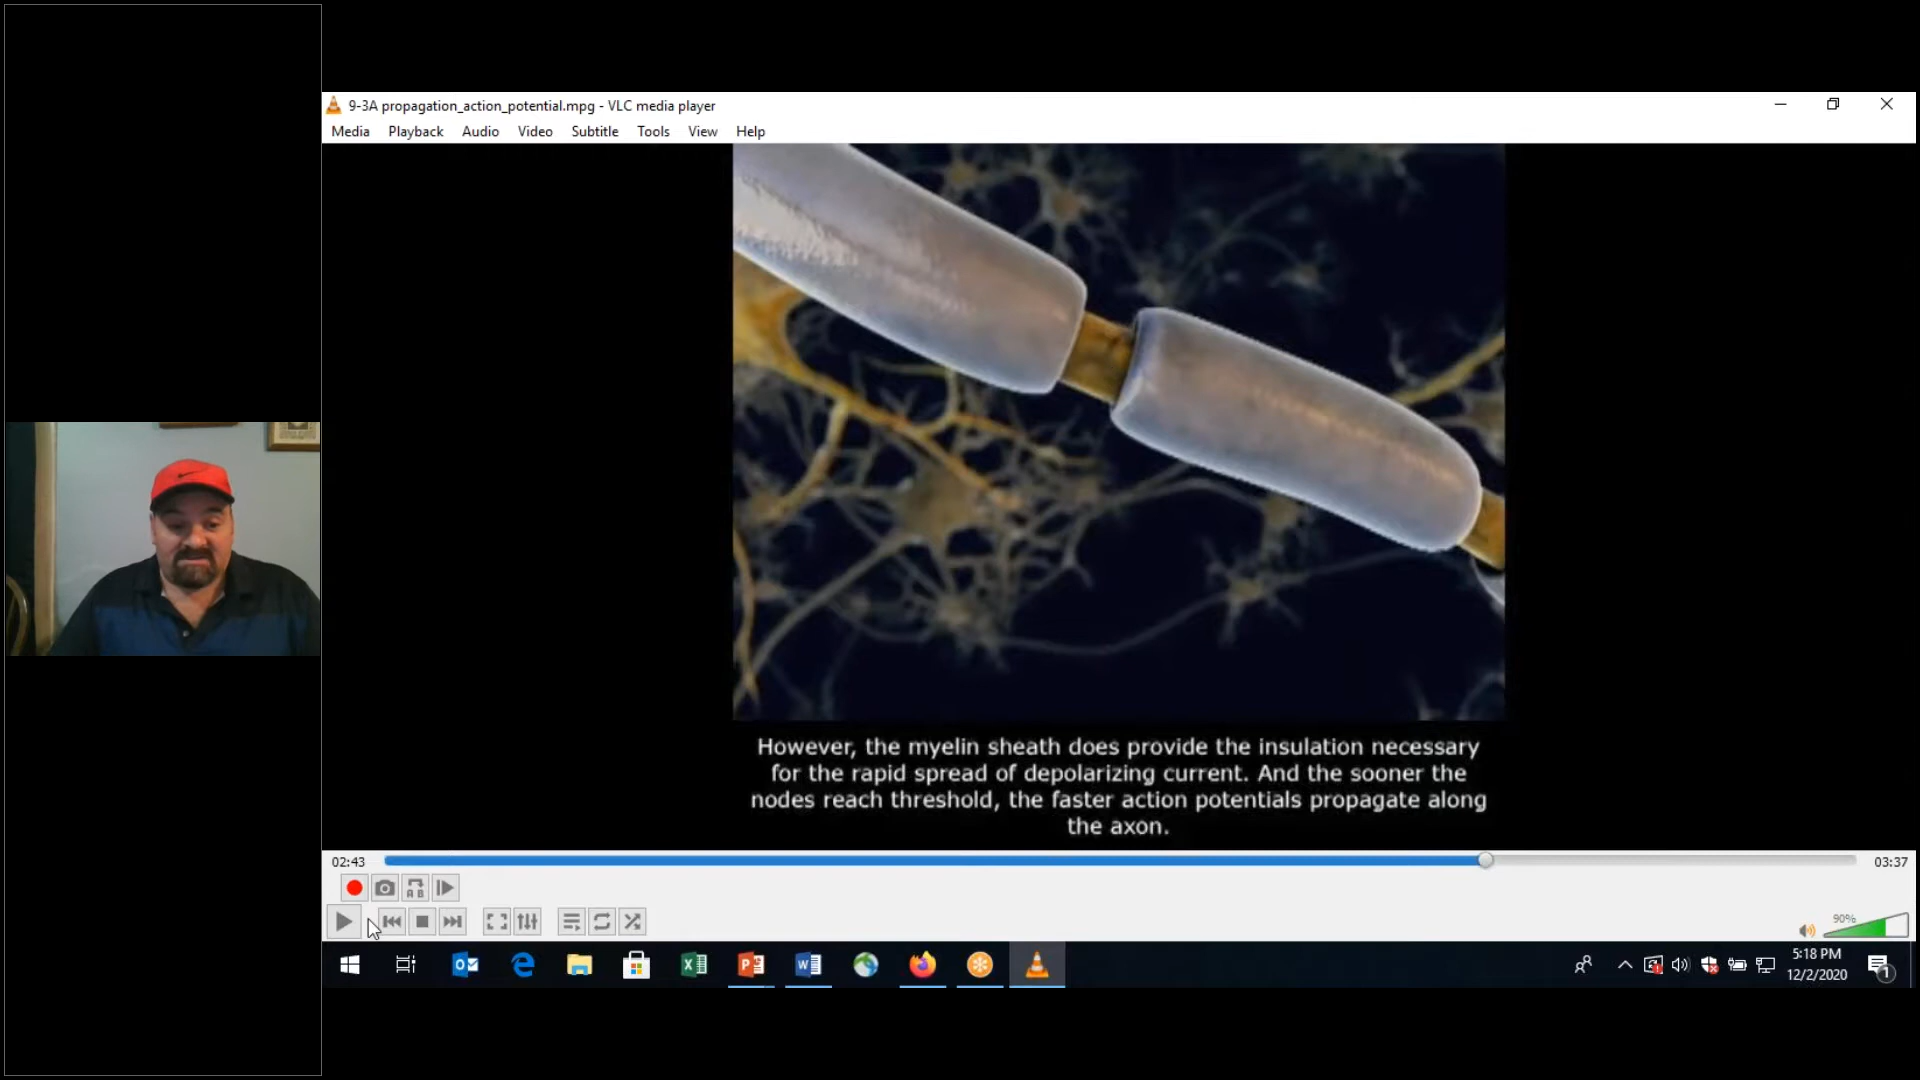 9-3A propagation_action_potential.mpg - VLC media player
Media Playback Audio Video Subtitle Tools View Help
However, the myelin sheath does provide the insulation necessary
for the rapid spread of depolarizing current. And the sooner the
nodes reach threshold, the faster action potentials propagate along
the axon.
02:43 03:37
A B
90%
5:18 PM
12/2/2020
1